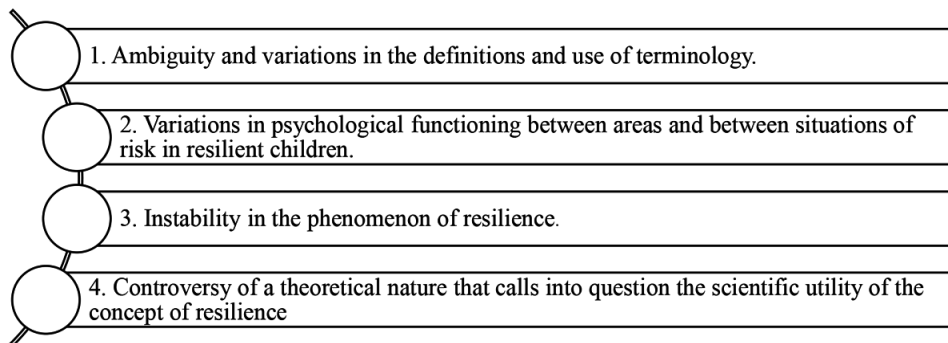 1. Ambiguity and variations in the definitions and use of terminology.
2. Variations in psychological functioning between areas and between situations of
risk in resilient children.
3. Instability in the phenomenon of resilience.
4. Controversy of a theoretical nature that calls into question the scientific utility of the
concept of resilience